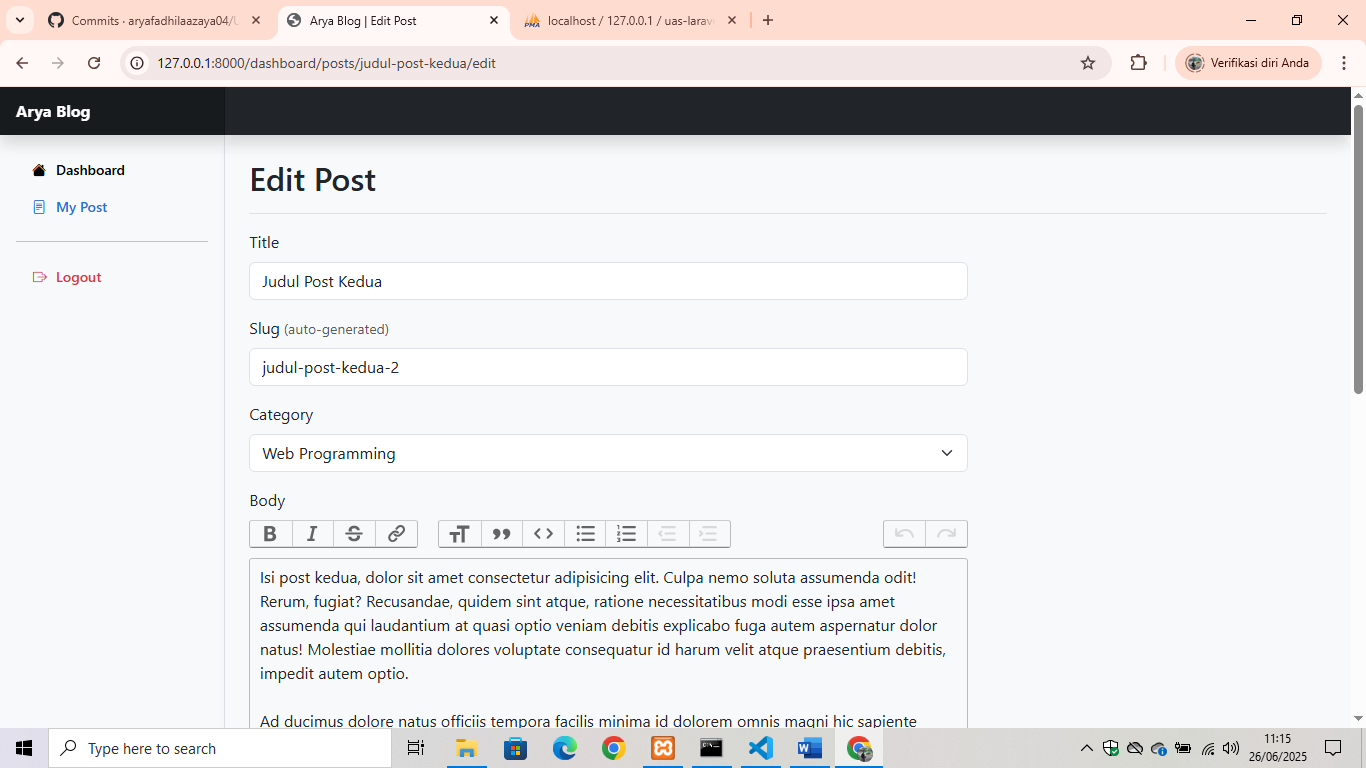 Commits · aryafadhilaazaya04/U
Arya Blog | Edit Post
localhost / 127.0.0.1 / uas-larave
127.0.0.1:8000/dashboard/posts/judul-post-kedua/edit
Verifikasi diri Anda
Arya Blog
Dashboard
My Post
Logout
Edit Post
Title
Judul Post Kedua
Slug (auto-generated)
judul-post-kedua-2
Category
Web Programming
Body
Isi post kedua, dolor sit amet consectetur adipisicing elit. Culpa nemo soluta assumenda odit!
Rerum, fugiat? Recusandae, quidem sint atque, ratione necessitatibus modi esse ipsa amet
assumenda qui laudantium at quasi optio veniam debitis explicabo fuga autem aspernatur dolor
natus! Molestiae mollitia dolores voluptate consequatur id harum velit atque praesentium debitis,
impedit autem optio.
Ad ducimus dolore natus officiis tempora facilis minima id dolorem omnis magni hic sapiente
Type here to search
11:15
26/06/2025